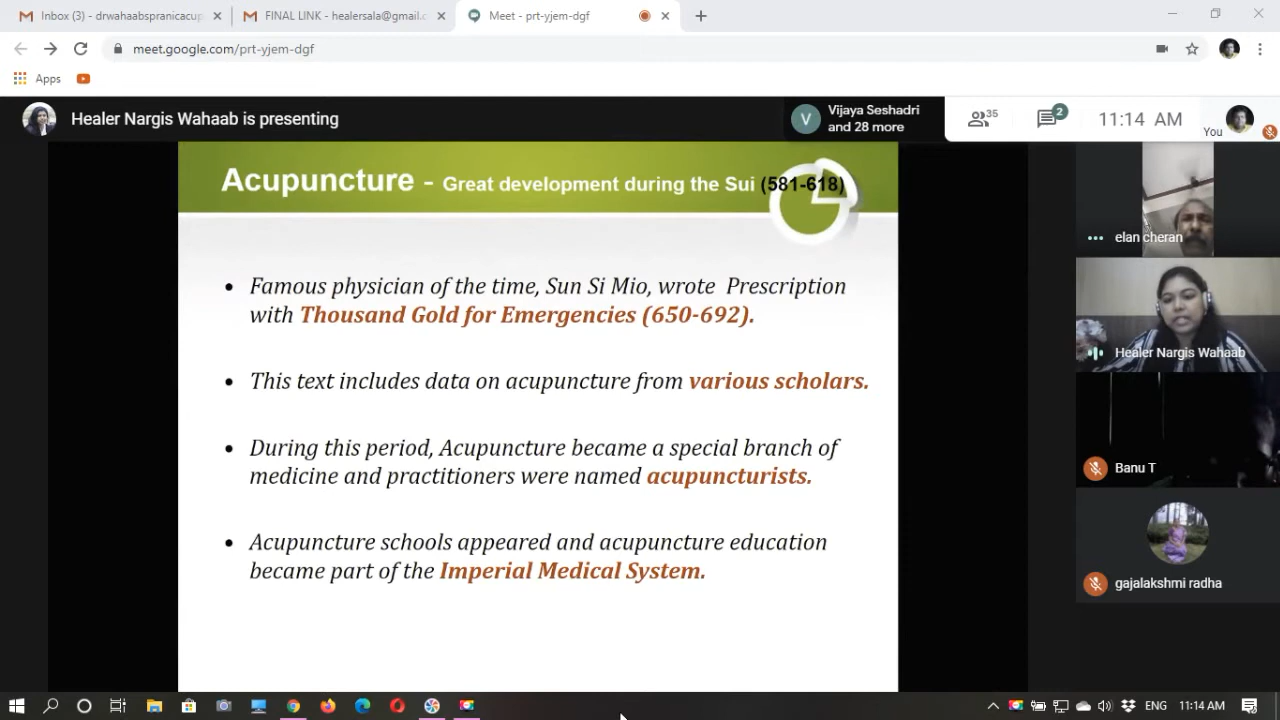 Inbox (3) - drwahaabspranicacup
FINAL LINK - healersala@gmail.c
Meet - prt-yjem-dgf
meet.google.com/prt-yjem-dgf
Apps
Healer Nargis Wahaab is presenting
V
Vijaya Seshadri
and 28 more
35
2
11:14 AM
You
Acupuncture - Great development during the Sui (581-618)
• Famous physician of the time, Sun Si Mio, wrote Prescription
with Thousand Gold for Emergencies (650-692).
• This text includes data on acupuncture from various scholars.
• During this period, Acupuncture became a special branch of
medicine and practitioners were named acupuncturists.
• Acupuncture schools appeared and acupuncture education
became part of the Imperial Medical System.
elan cheran
Healer Nargis Wahaab
Banu T
gajalakshmi radha
ENG
11:14 AM